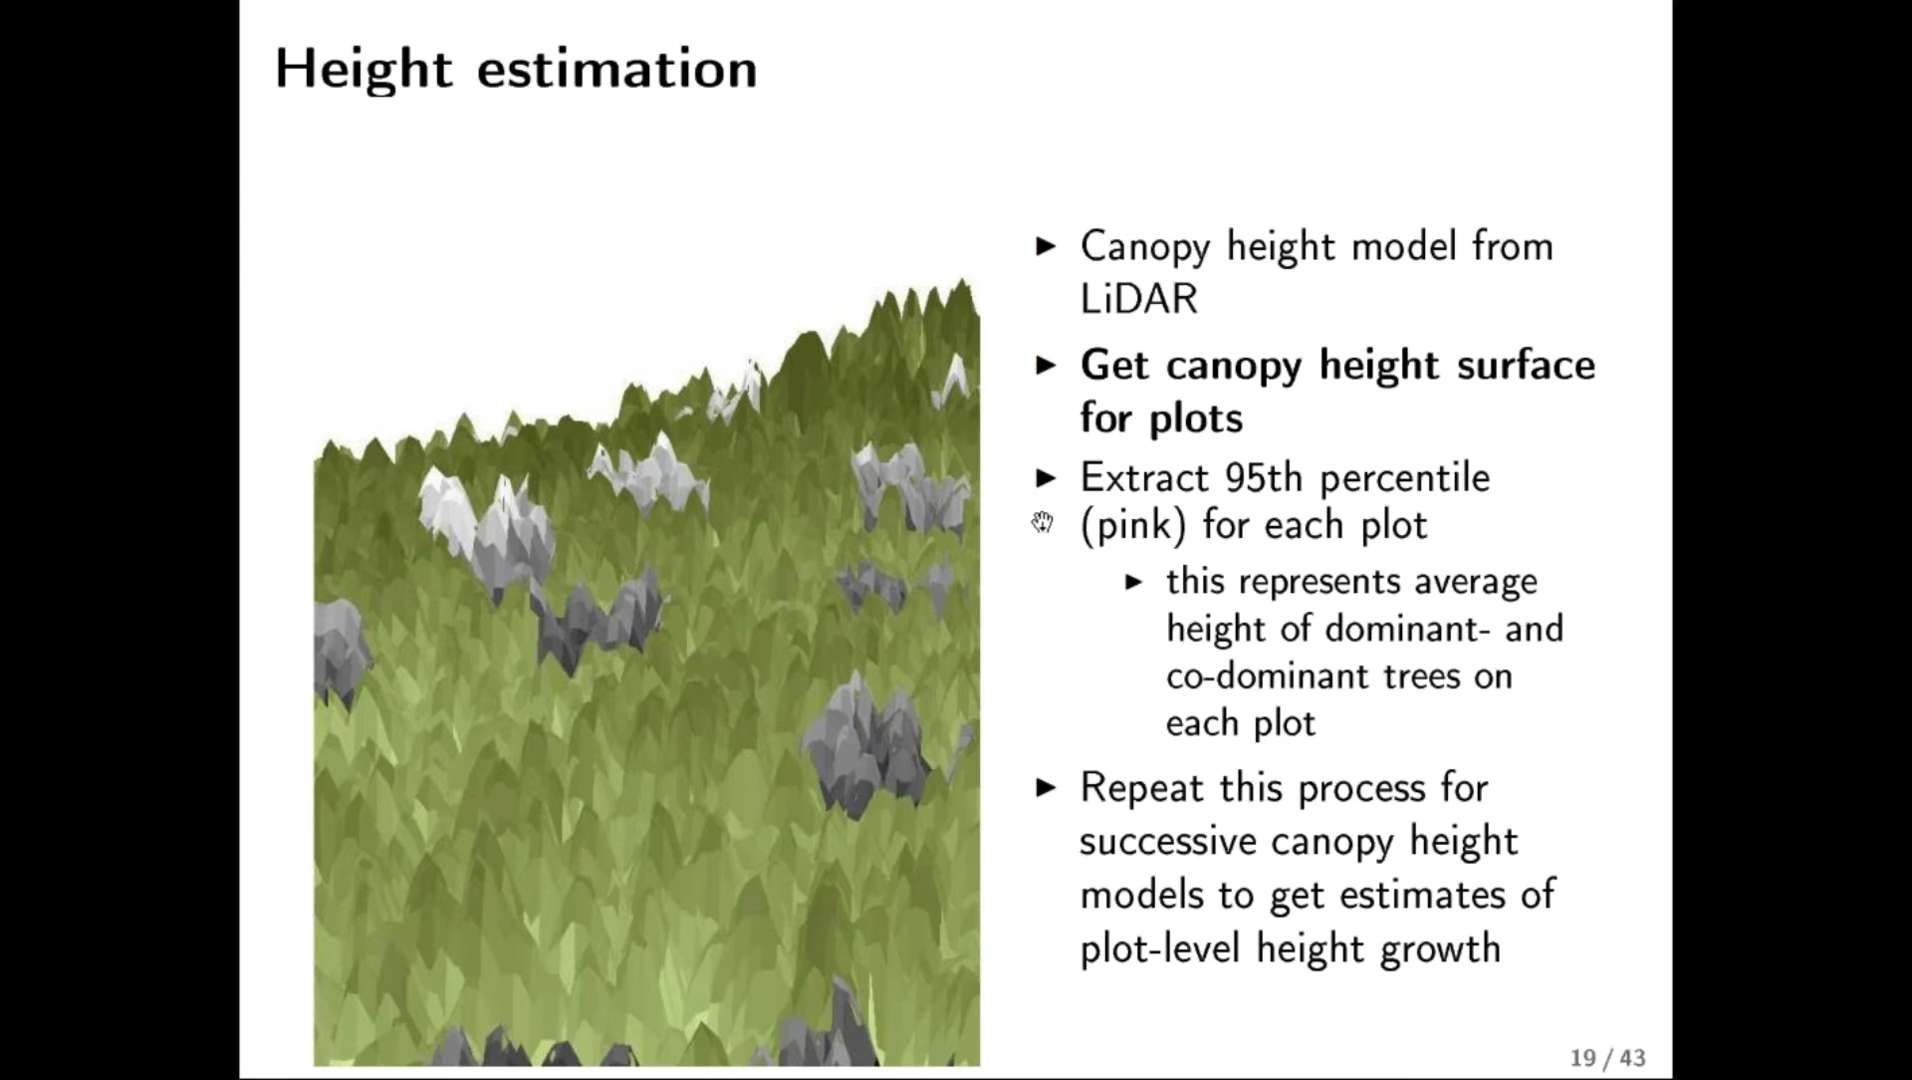 Height estimation
▶ Canopy height model from
LiDAR
▶ Get canopy height surface
for plots
▶ Extract 95th percentile
(pink) for each plot
▶ this represents average
height of dominant- and
co-dominant trees on
each plot
▶ Repeat this process for
successive canopy height
models to get estimates of
plot-level height growth
19 / 43